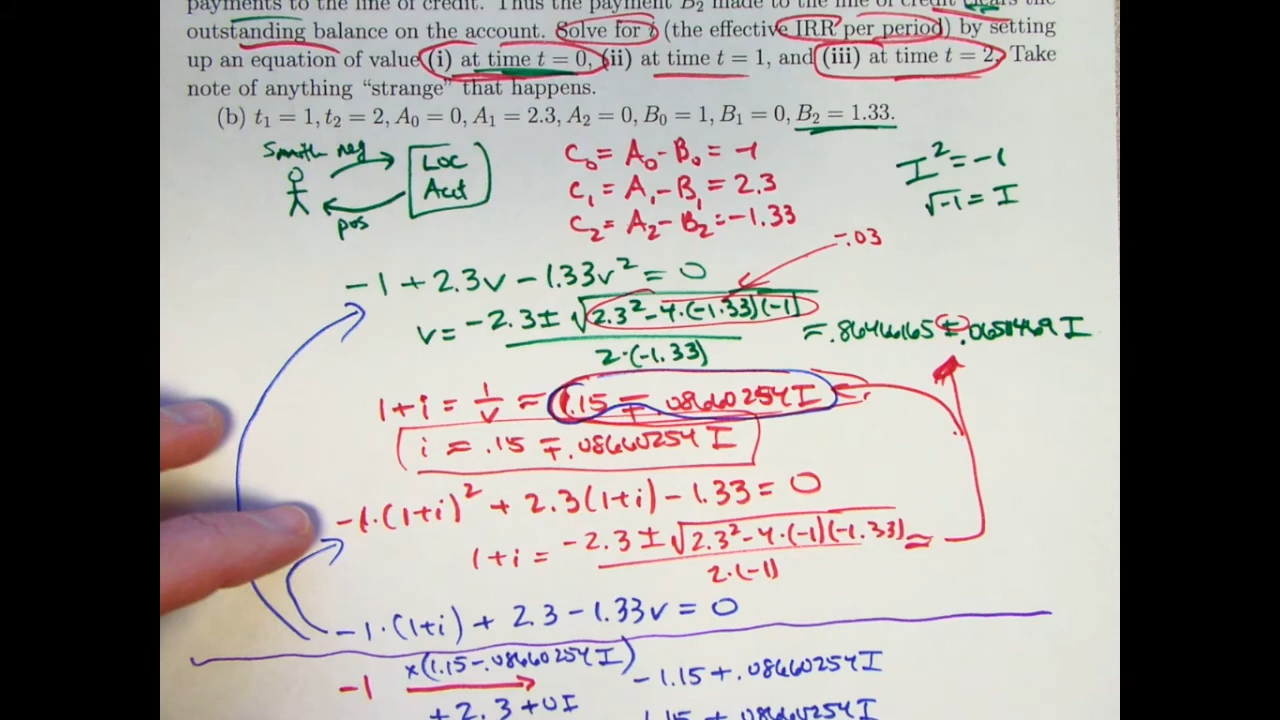 payments to the line of credit. Thus the payment B₂ made to the line of credit clears the
outstanding balance on the account. Solve for i (the effective IRR per period) by setting
up an equation of value (i) at time t = 0, (ii) at time t = 1, and (iii) at time t = 2. Take
note of anything “strange” that happens.
(b) t₁ = 1, t₂ = 2, A₀ = 0, A₁ = 2.3, A₂ = 0, B₀ = 1, B₁ = 0, B₂ = 1.33.
Smith neg
LOC
Acct
pos
C₀ = A₀ - B₀ = -1
C₁ = A₁ - B₁ = 2.3
C₂ = A₂ - B₂ = -1.33
I² = -1
√-1 = I
-.03
-1 + 2.3v - 1.33v² = 0
v = (-2.3 ± √(2.3² - 4·(-1.33)(-1))) / 2·(-1.33)
1+i = 1/v = 1.15 ∓ .08660254 I
i = .15 ∓ .08660254 I
-1·(1+i)² + 2.3(1+i) - 1.33 = 0
1+i = (-2.3 ± √(2.3² - 4·(-1)(-1.33))) / 2·(-1) =
-1·(1+i) + 2.3 - 1.33v = 0
×(1.15 - .08660254 I)
-1
-1.15 + .08660254 I
+2.3 + 0I
1.15 + .08660254 I